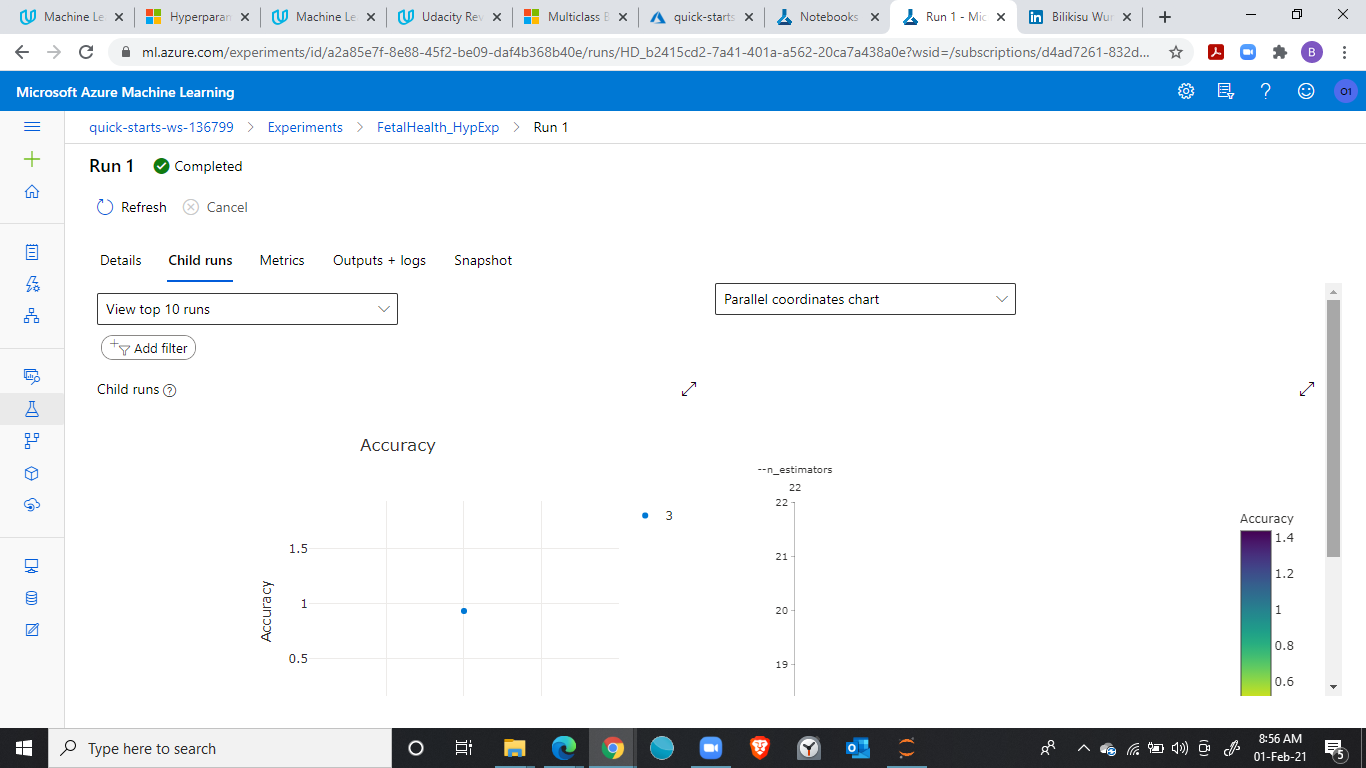 Machine Le
Hyperparan
Machine Le
Udacity Rev
Multiclass B
quick-starts
Notebooks
Run 1 - Mic
Bilikisu Wur
ml.azure.com/experiments/id/a2a85e7f-8e88-45f2-be09-daf4b368b40e/runs/HD_b2415cd2-7a41-401a-a562-20ca7a438a0e?wsid=/subscriptions/d4ad7261-832d...
B
Microsoft Azure Machine Learning
O1
quick-starts-ws-136799 > Experiments > FetalHealth_HypExp > Run 1
Run 1 Completed
Refresh Cancel
Details Child runs Metrics Outputs + logs Snapshot
View top 10 runs
Parallel coordinates chart
Add filter
Child runs ?
Accuracy
Accuracy
1.5
1
0.5
3
--n_estimators
22
22
21
20
19
Accuracy
1.4
1.2
1
0.8
0.6
Type here to search
8:56 AM
01-Feb-21
5